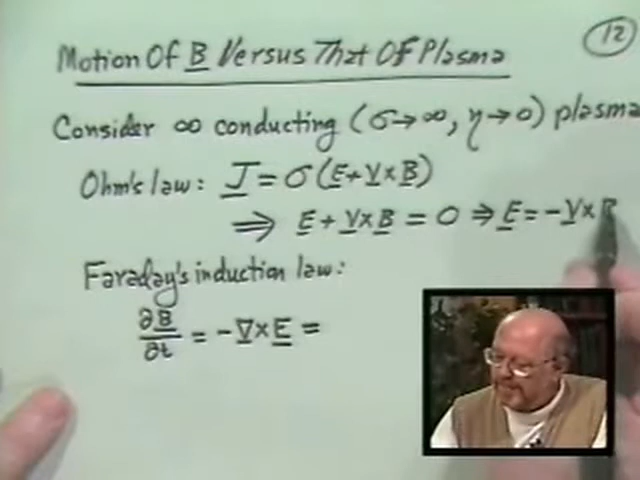 12
Motion Of B Versus That Of Plasma
Consider ∞ conducting (σ→∞, η→0) plasma
Ohm's law: J = σ(E+V×B)
⇒ E + V×B = 0 ⇒ E = -V×B
Faraday's induction law:
∂B/∂t = -∇×E =